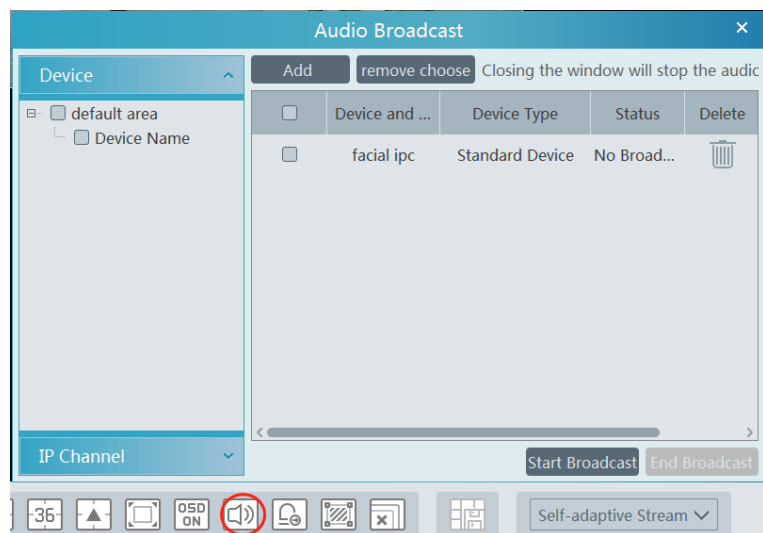 Audio Broadcast
Device
Add
remove choose
Closing the window will stop the audic
default area
Device Name
Device and ...
Device Type
Status
Delete
facial ipc
Standard Device
No Broad...
IP Channel
Start Broadcast
End Broadcast
36
OSD
ON
Self-adaptive Stream